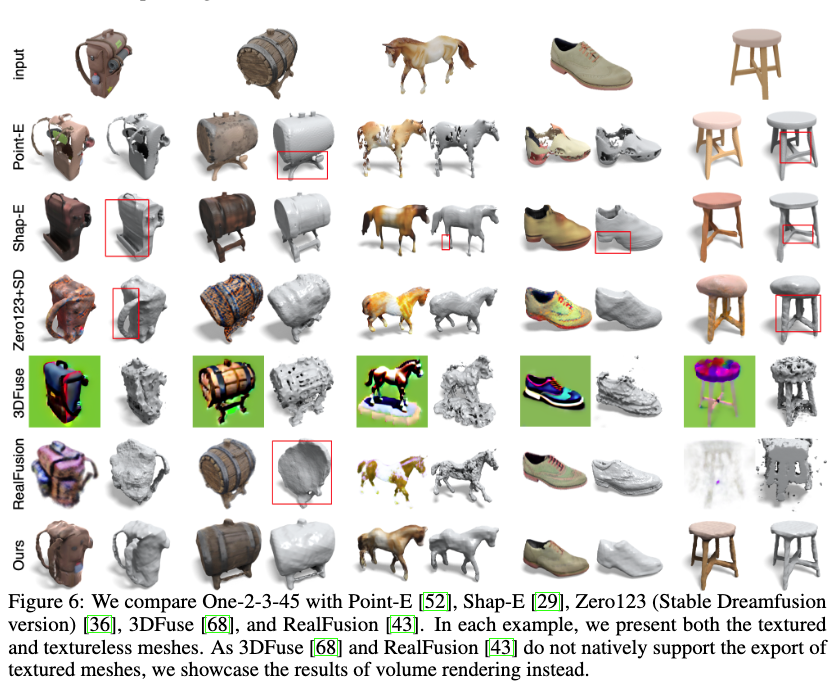 input
Point-E
Shap-E
Zero123+SD
3DFuse
RealFusion
Ours
Figure 6: We compare One-2-3-45 with Point-E [52], Shap-E [29], Zero123 (Stable Dreamfusion
version) [36], 3DFuse [68], and RealFusion [43]. In each example, we present both the textured
and textureless meshes. As 3DFuse [68] and RealFusion [43] do not natively support the export of
textured meshes, we showcase the results of volume rendering instead.